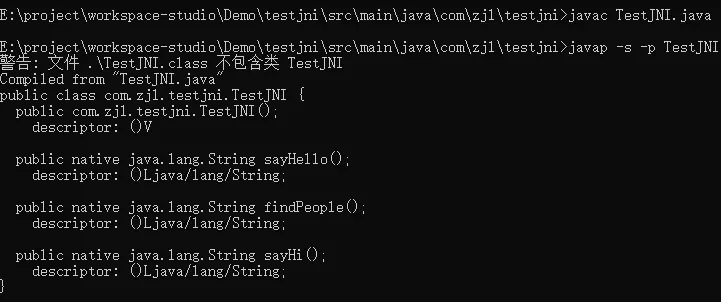 E:\project\workspace-studio\Demo\testjni\src\main\java\com\zjl\testjni>javac TestJNI.java
E:\project\workspace-studio\Demo\testjni\src\main\java\com\zjl\testjni>javap -s -p TestJNI
警告: 文件 .\TestJNI.class 不包含类 TestJNI
Compiled from "TestJNI.java"
public class com.zjl.testjni.TestJNI {
  public com.zjl.testjni.TestJNI();
    descriptor: ()V
  public native java.lang.String sayHello();
    descriptor: ()Ljava/lang/String;
  public native java.lang.String findPeople();
    descriptor: ()Ljava/lang/String;
  public native java.lang.String sayHi();
    descriptor: ()Ljava/lang/String;
}